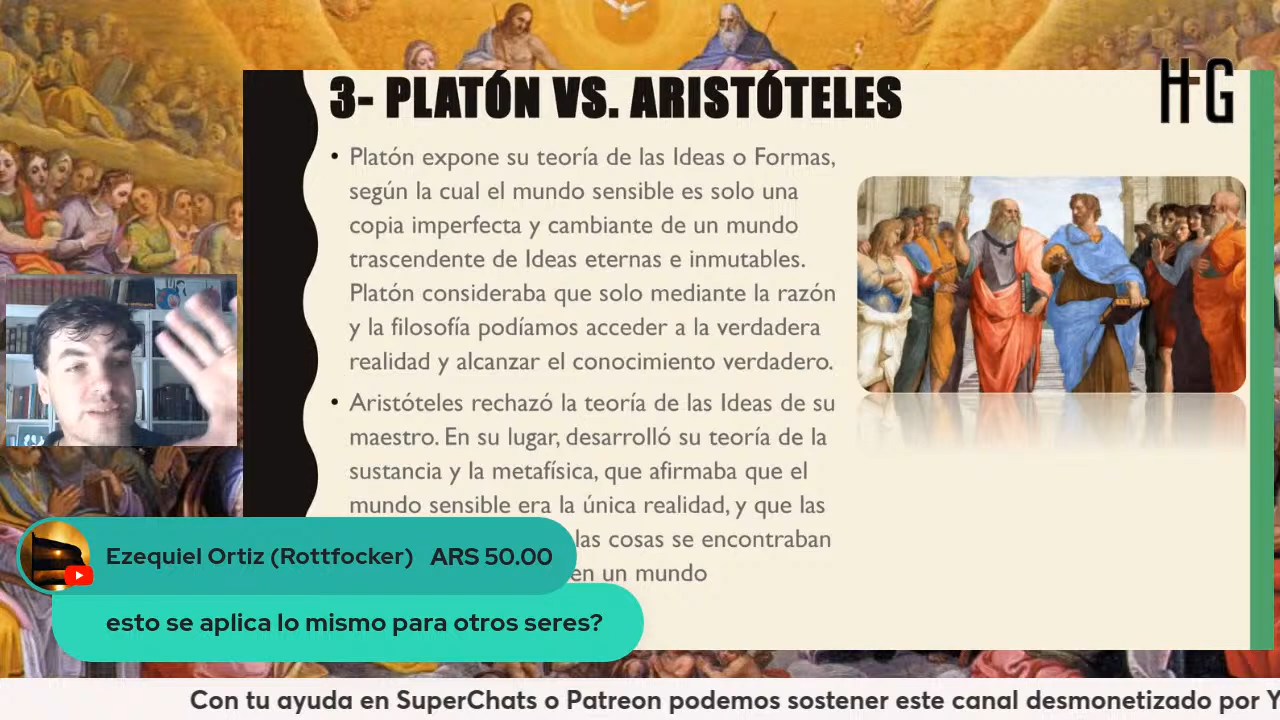 3- PLATÓN VS. ARISTÓTELES
HG
• Platón expone su teoría de las Ideas o Formas,
según la cual el mundo sensible es solo una
copia imperfecta y cambiante de un mundo
trascendente de Ideas eternas e inmutables.
Platón consideraba que solo mediante la razón
y la filosofía podíamos acceder a la verdadera
realidad y alcanzar el conocimiento verdadero.
• Aristóteles rechazó la teoría de las Ideas de su
maestro. En su lugar, desarrolló su teoría de la
sustancia y la metafísica, que afirmaba que el
mundo sensible era la única realidad, y que las
las cosas se encontraban
en un mundo
Ezequiel Ortiz (Rottfocker) ARS 50.00
esto se aplica lo mismo para otros seres?
Con tu ayuda en SuperChats o Patreon podemos sostener este canal desmonetizado por Y